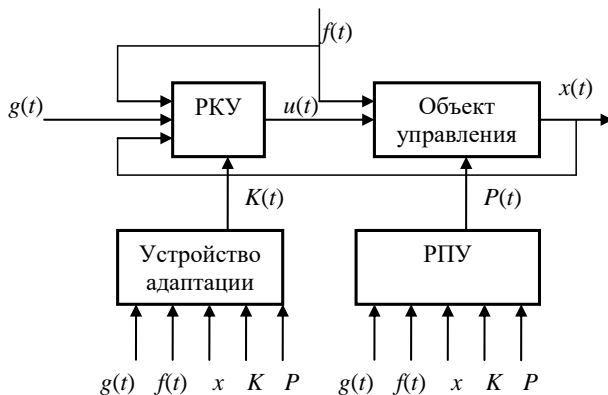 f(t)
g(t)
РКУ
u(t)
Объект
управления
x(t)
K(t)
P(t)
Устройство
адаптации
РПУ
g(t) f(t) x K P
g(t) f(t) x K P